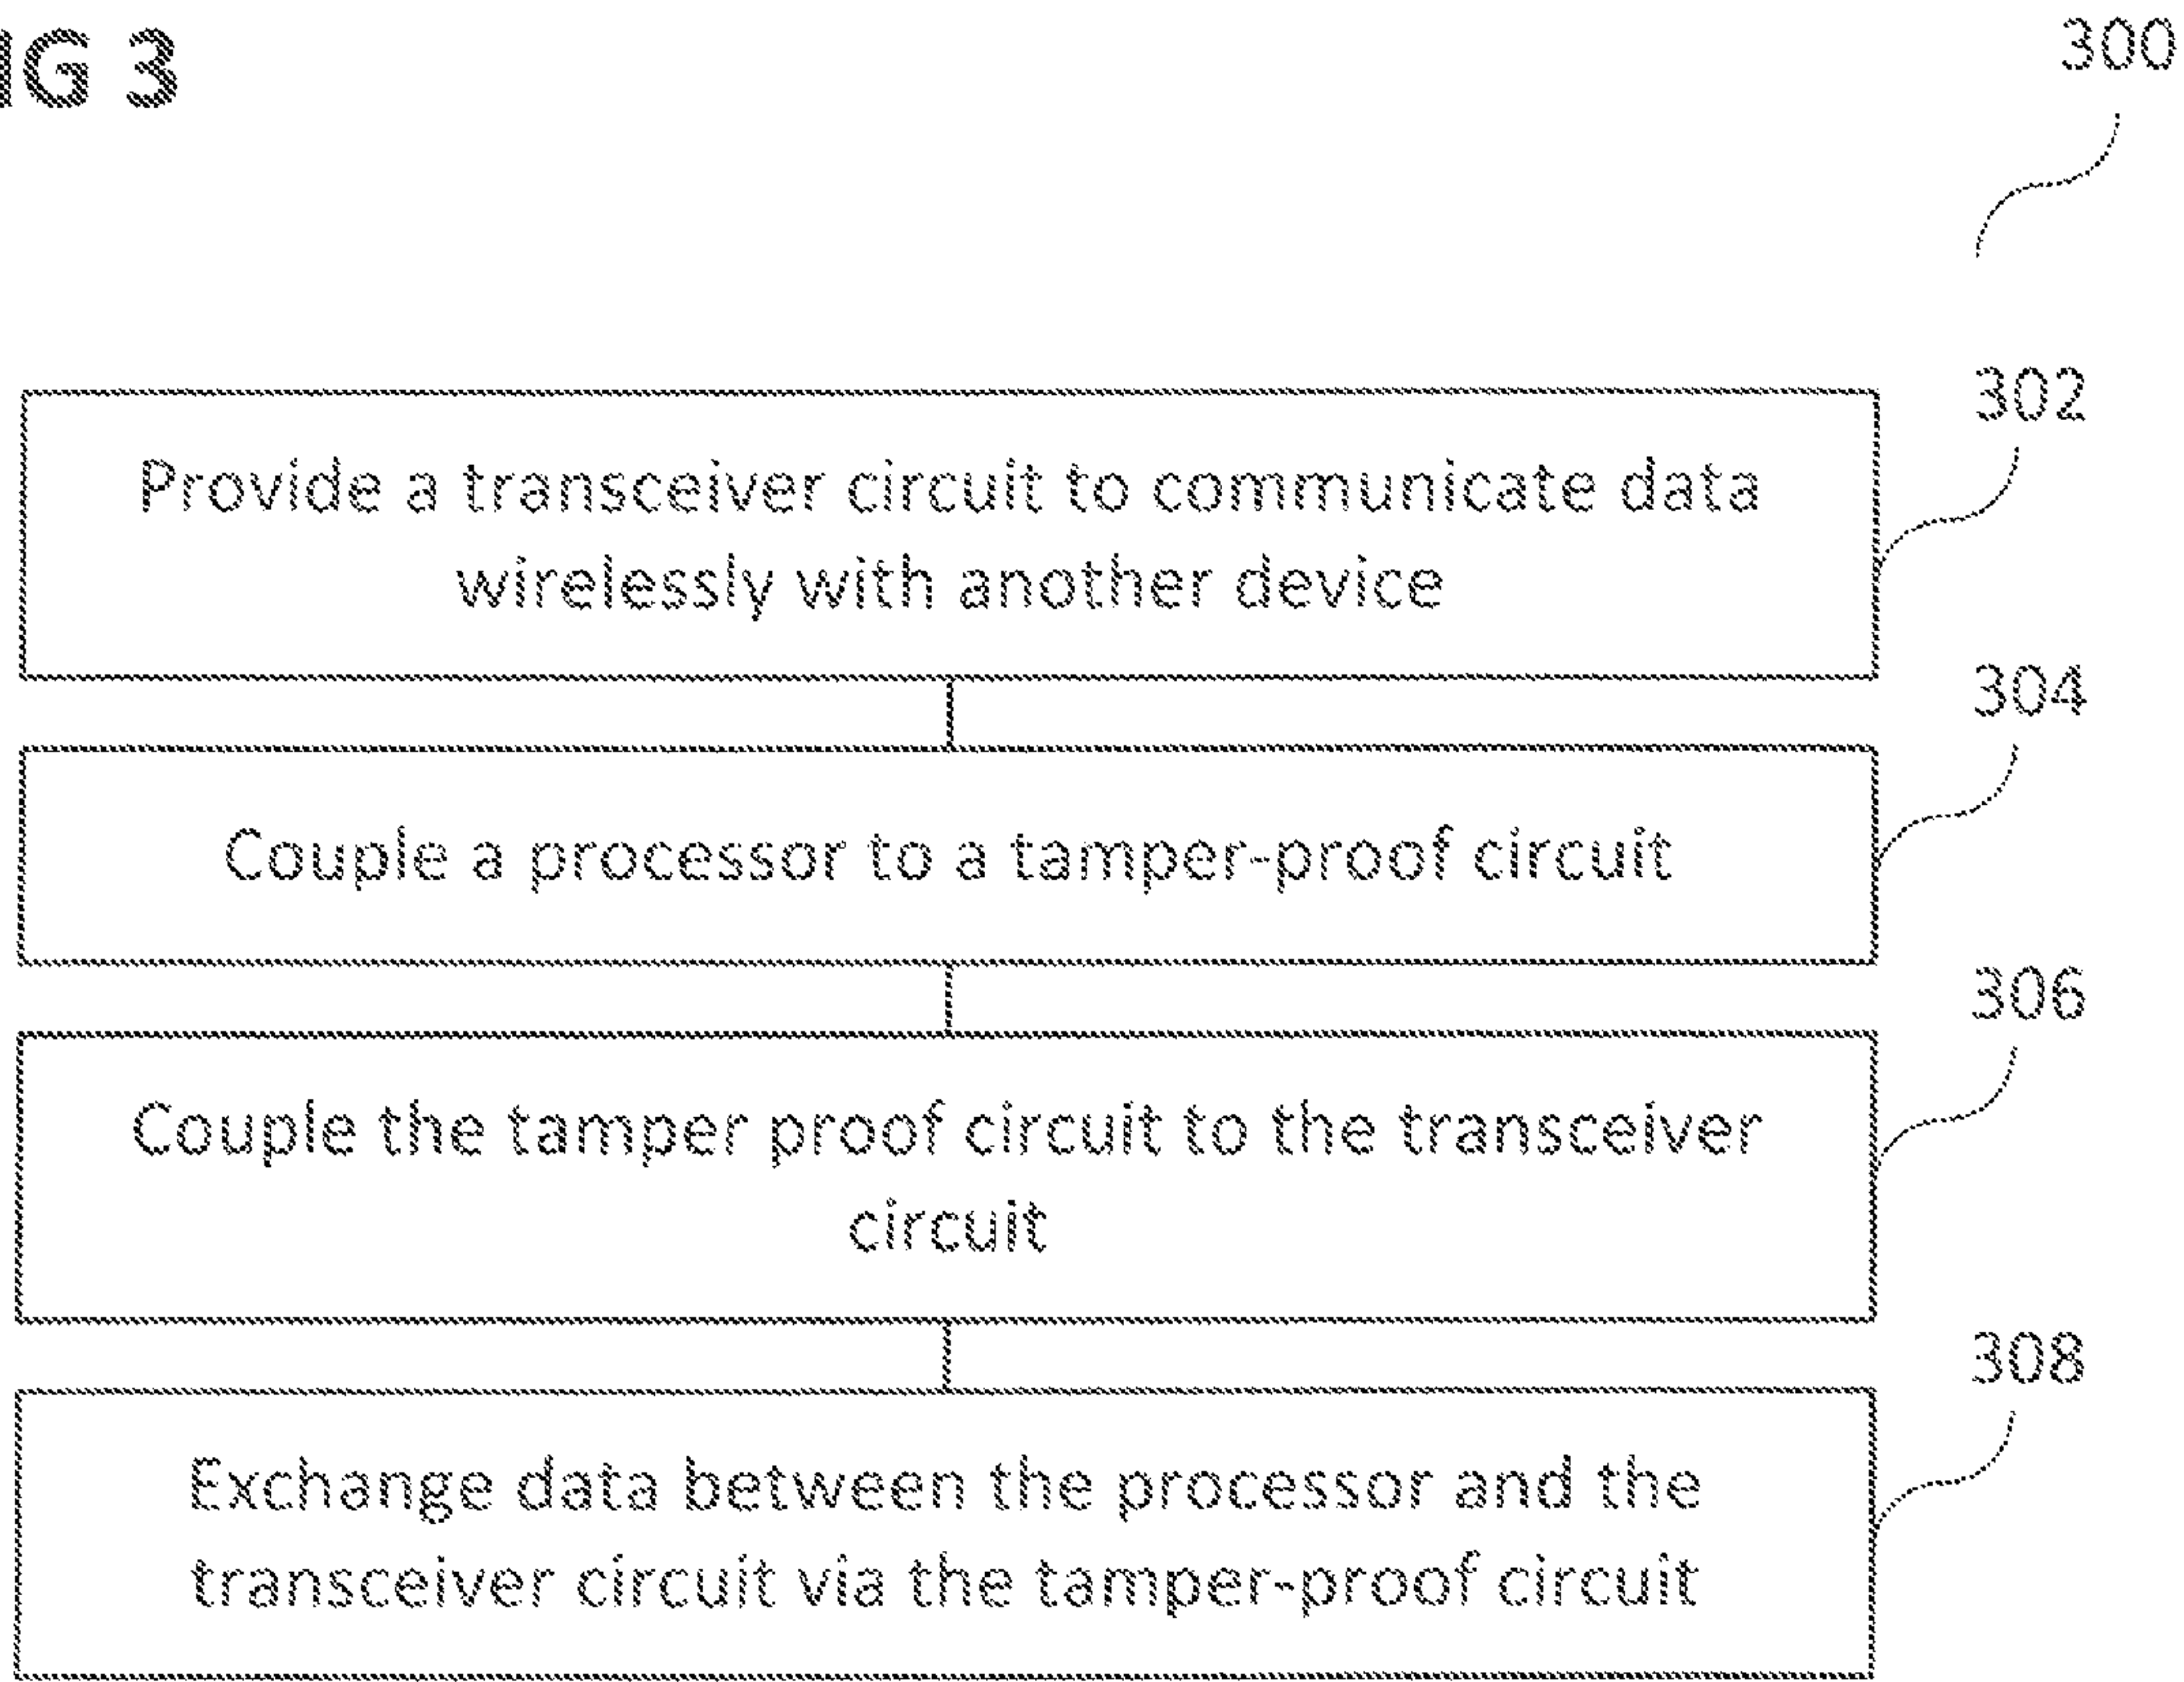 IG 3
300
302
Provide a transceiver circuit to communicate data
wirelessly with another device
304
Couple a processor to a tamper-proof circuit
306
Couple the tamper proof circuit to the transceiver
circuit
308
Exchange data between the processor and the
transceiver circuit via the tamper-proof circuit